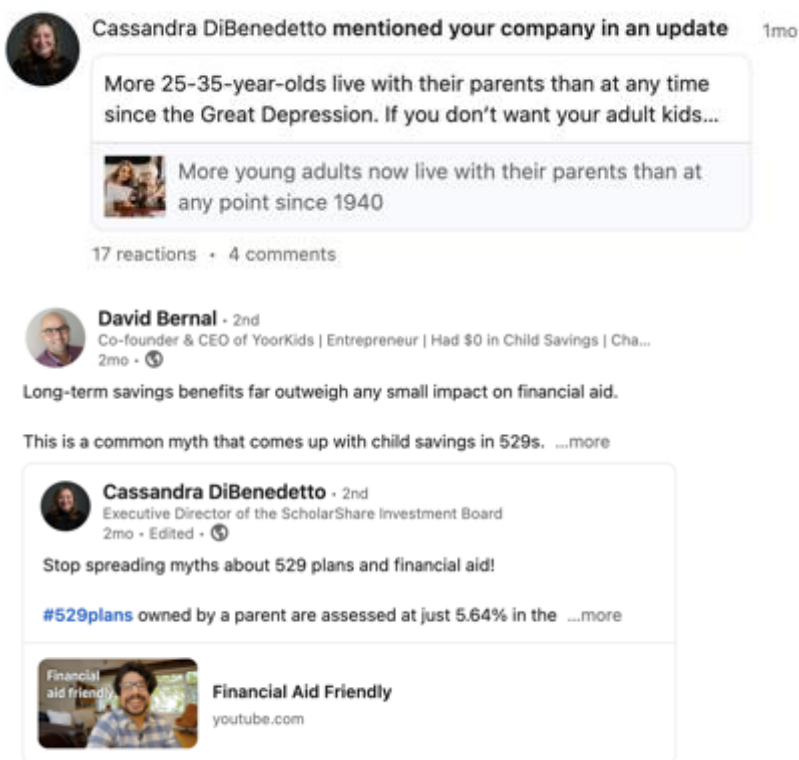 Cassandra DiBenedetto mentioned your company in an update 1mo
More 25-35-year-olds live with their parents than at any time
since the Great Depression. If you don't want your adult kids...
More young adults now live with their parents than at
any point since 1940
17 reactions • 4 comments
David Bernal • 2nd
Co-founder & CEO of YoorKids | Entrepreneur | Had $0 in Child Savings | Cha...
2mo •
Long-term savings benefits far outweigh any small impact on financial aid.
This is a common myth that comes up with child savings in 529s. ...more
Cassandra DiBenedetto • 2nd
Executive Director of the ScholarShare Investment Board
2mo • Edited •
Stop spreading myths about 529 plans and financial aid!
#529plans owned by a parent are assessed at just 5.64% in the ...more
Financial
aid friendly
Financial Aid Friendly
youtube.com